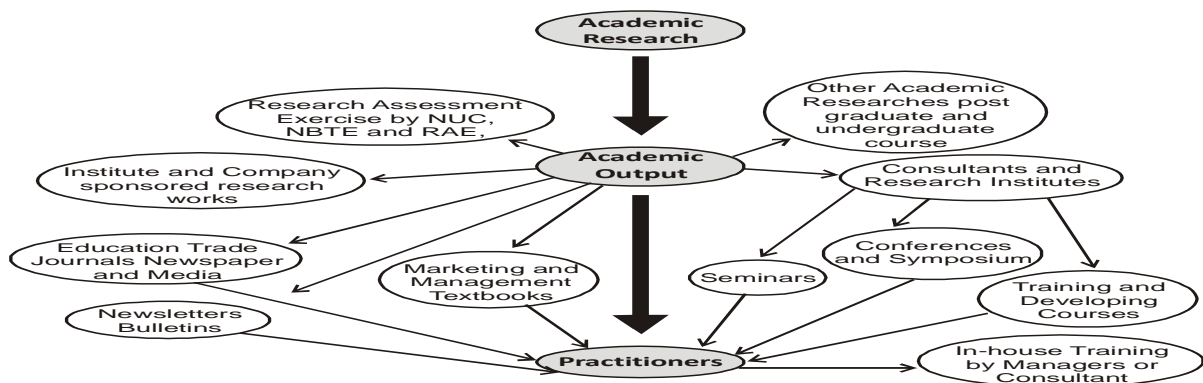 Academic
Research
Research Assessment
Exercise by NUC,
NBTE and RAE,
Other Academic
Researches post
graduate and
undergraduate
course
Institute and Company
sponsored research
works
Academic
Output
Consultants and
Research Institutes
Education Trade
Journals Newspaper
and Media
Marketing and
Management
Textbooks
Seminars
Conferences
and Symposium
Newsletters
Bulletins
Training and
Developing
Courses
Practitioners
In-house Training
by Managers or
Consultant